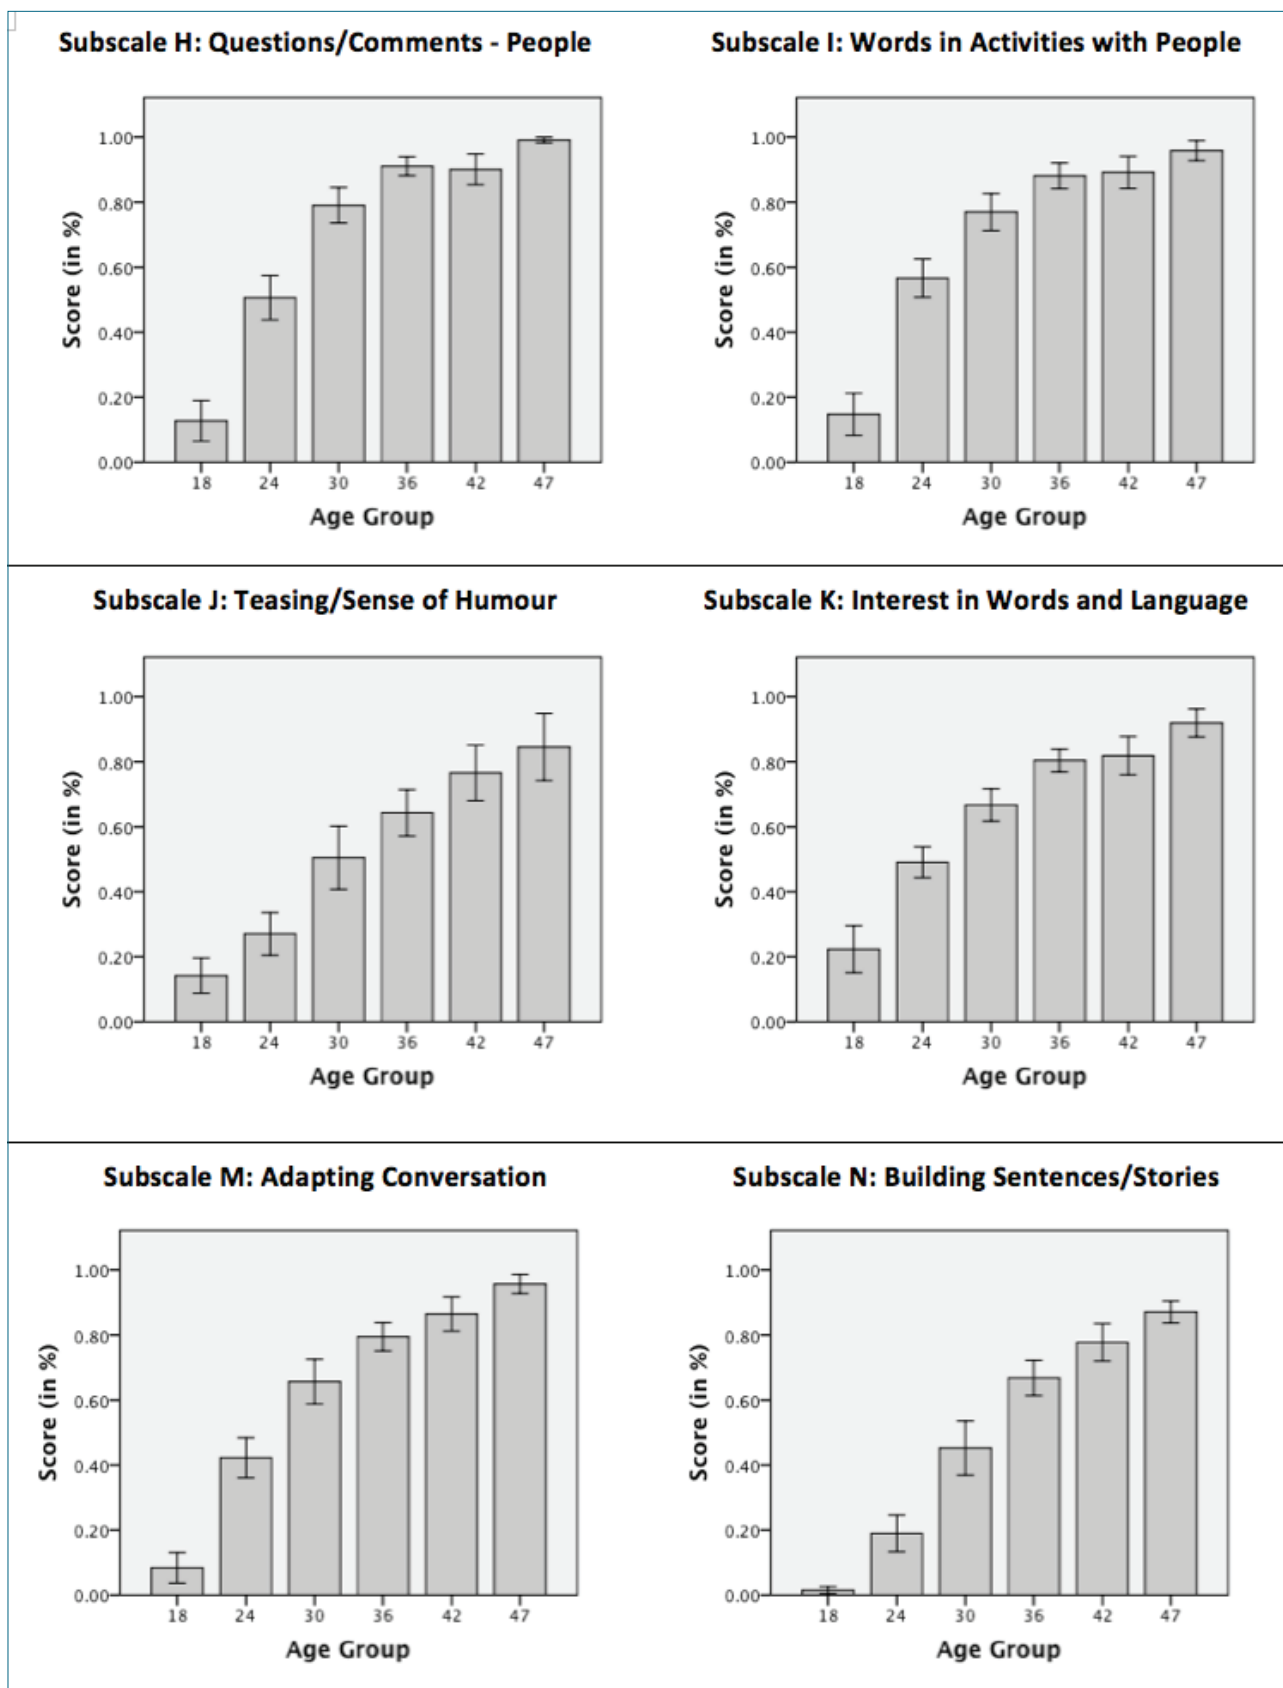 Subscale H: Questions/Comments - People
Score (in %)
1.00
0.80
0.60
0.40
0.20
0.00
18 24 30 36 42 47
Age Group
Subscale I: Words in Activities with People
Score (in %)
1.00
0.80
0.60
0.40
0.20
0.00
18 24 30 36 42 47
Age Group
Subscale J: Teasing/Sense of Humour
Score (in %)
1.00
0.80
0.60
0.40
0.20
0.00
18 24 30 36 42 47
Age Group
Subscale K: Interest in Words and Language
Score (in %)
1.00
0.80
0.60
0.40
0.20
0.00
18 24 30 36 42 47
Age Group
Subscale M: Adapting Conversation
Score (in %)
1.00
0.80
0.60
0.40
0.20
0.00
18 24 30 36 42 47
Age Group
Subscale N: Building Sentences/Stories
Score (in %)
1.00
0.80
0.60
0.40
0.20
0.00
18 24 30 36 42 47
Age Group